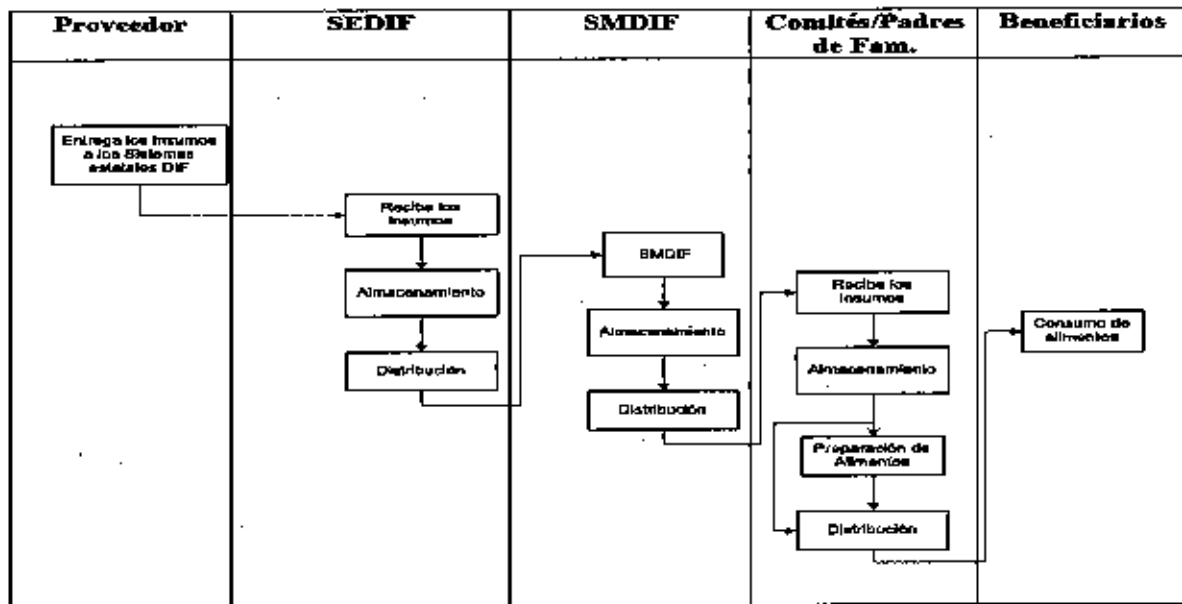 Proveedor
SEDIF
SMDIF
Comités/Padres
de Fam.
Beneficiarios
Entrega los Insumos
a los Sistemas
estatales DIF
Recibe los
Insumos
Almacenamiento
Distribución
SMDIF
Almacenamiento
Distribución
Recibe los
Insumos
Almacenamiento
Preparación de
Alimentos
Distribución
Consumo de
alimentos